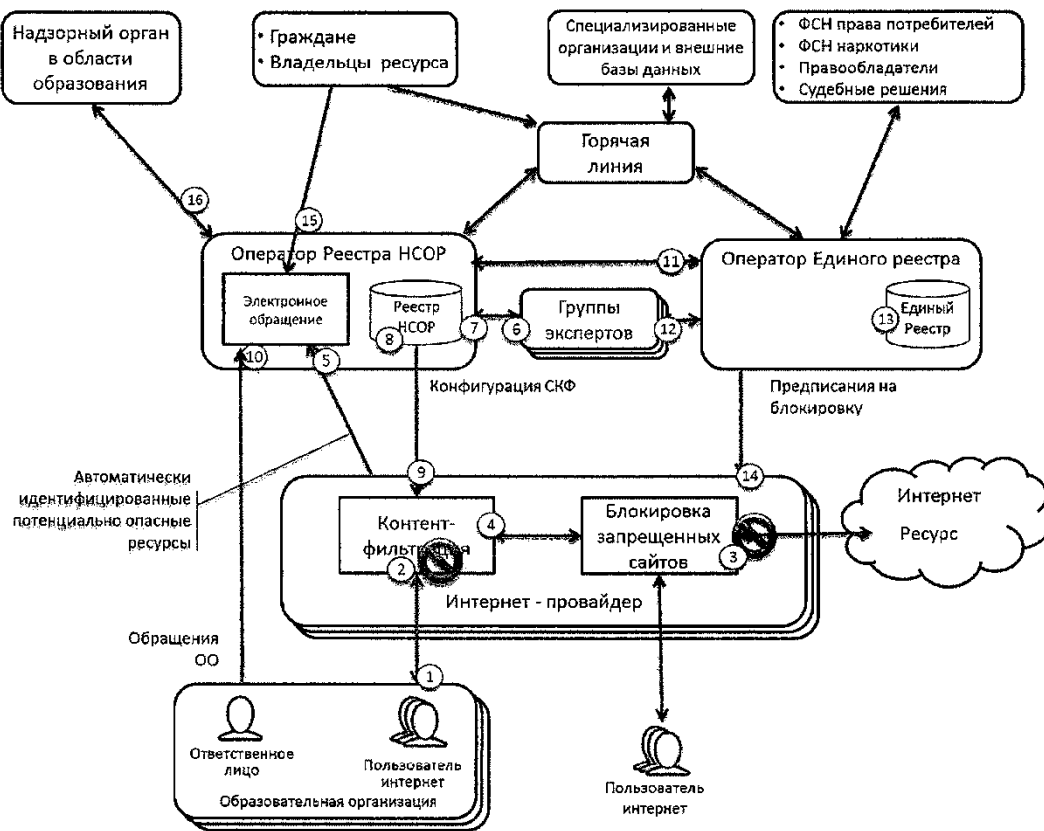 Надзорный орган
в области
образования
• Граждане
• Владельцы ресурса
Специализированные
организации и внешние
базы данных
• ФСН права потребителей
• ФСН наркотики
• Правообладатели
• Судебные решения
Горячая
линия
16
15
Оператор Реестра НСОР
Электронное
обращение
Реестр
НСОР
8
7
6
Группы
экспертов
12
11
Оператор Единого реестра
13
Единый
Реестр
10
5
Конфигурация СКФ
Предписания на
блокировку
Автоматически
идентифицированные
потенциально опасные
ресурсы
9
14
Контент-
фильтрация
2
4
Блокировка
запрещенных
сайтов
3
Интернет
Ресурс
Интернет - провайдер
Обращения
ОО
1
Ответственное
лицо
Пользователь
интернет
Образовательная организация
Пользователь
интернет